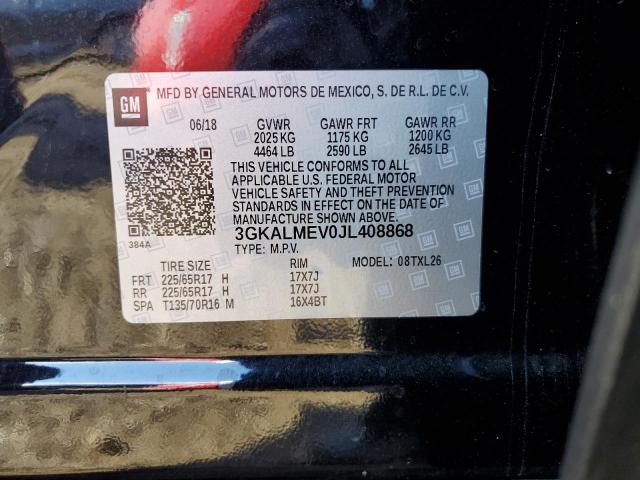 GM
MFD BY GENERAL MOTORS DE MEXICO, S. DE R.L. DE C.V.
06/18 GVWR GAWR FRT GAWR RR
2025 KG 1175 KG 1200 KG
4464 LB 2590 LB 2645 LB
THIS VEHICLE CONFORMS TO ALL
APPLICABLE U.S. FEDERAL MOTOR
VEHICLE SAFETY AND THEFT PREVENTION
STANDARDS IN EFFECT ON THE DATE OF
MANUFACTURE SHOWN ABOVE.
384A
3GKALMEV0JL408868
TYPE: M.P.V.
TIRE SIZE RIM MODEL: 08TXL26
FRT 225/65R17 H 17X7J
RR 225/65R17 H 17X7J
SPA T135/70R16 M 16X4BT